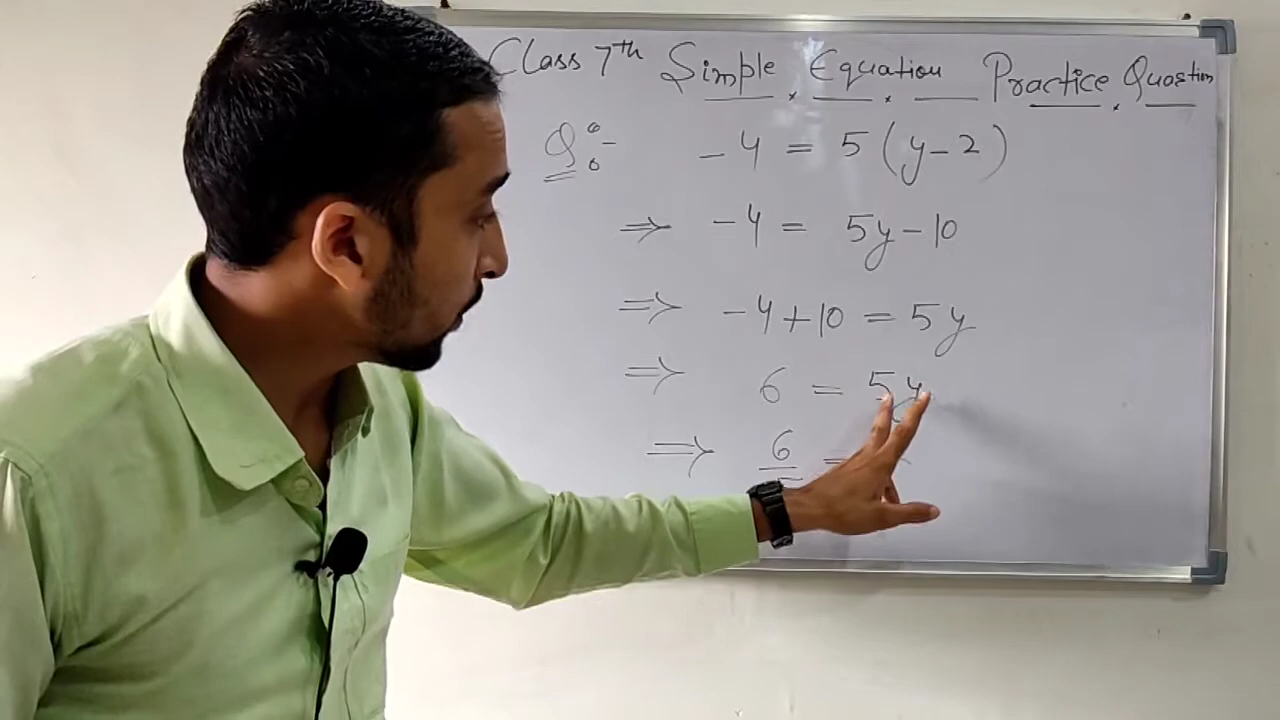 Class 7th Simple Equation Practice Question
Q:- -4 = 5(y-2)
⇒ -4 = 5y-10
⇒ -4+10 = 5y
⇒ 6 = 5y
⇒ 6 =